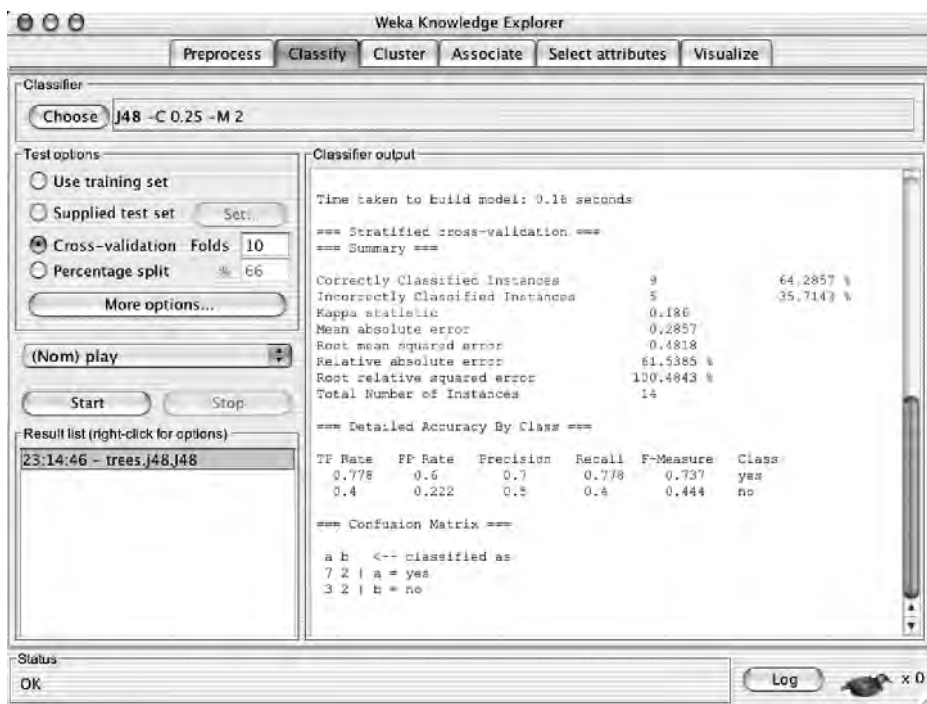 Weka Knowledge Explorer
Preprocess Classify Cluster Associate Select attributes Visualize
Classifier
Choose J48 -C 0.25 -M 2
Test options
Use training set
Supplied test set Set...
Cross-validation Folds 10
Percentage split % 66
More options...
(Nom) play
Start Stop
Result list (right-click for options)
23:14:46 - trees.j48.J48
Classifier output
Time taken to build model: 0.16 seconds
=== Stratified cross-validation ===
=== Summary ===
Correctly Classified Instances 9 64.2857 %
Incorrectly Classified Instances 5 35.7143 %
Kappa statistic 0.186
Mean absolute error 0.2857
Root mean squared error 0.4818
Relative absolute error 61.5385 %
Root relative squared error 100.4843 %
Total Number of Instances 14
=== Detailed Accuracy By Class ===
TP Rate FP Rate Precision Recall F-Measure Class
0.778 0.6 0.7 0.778 0.737 yes
0.4 0.222 0.5 0.4 0.444 no
=== Confusion Matrix ===
a b <-- classified as
7 2 | a = yes
3 2 | b = no
Status
OK
Log x 0